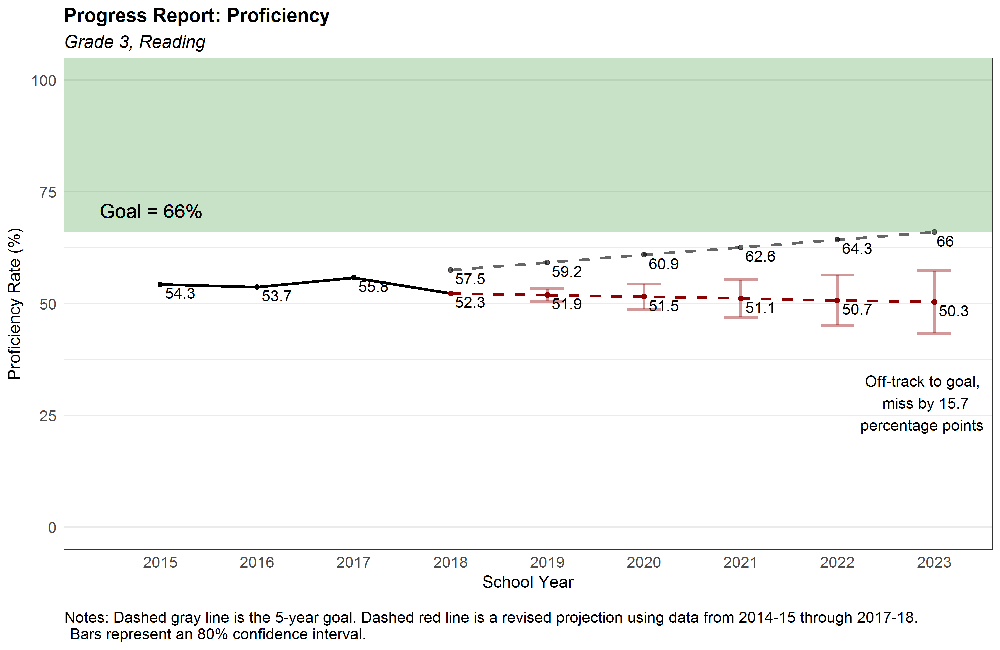 Progress Report: Proficiency
Grade 3, Reading
Proficiency Rate (%)
100
75
50
25
0
Goal = 66%
57.5
59.2
60.9
62.6
64.3
66
54.3
53.7
55.8
52.3
51.9
51.5
51.1
50.7
50.3
Off-track to goal,
miss by 15.7
percentage points
2015
2016
2017
2018
2019
2020
2021
2022
2023
School Year
Notes: Dashed gray line is the 5-year goal. Dashed red line is a revised projection using data from 2014-15 through 2017-18.
Bars represent an 80% confidence interval.